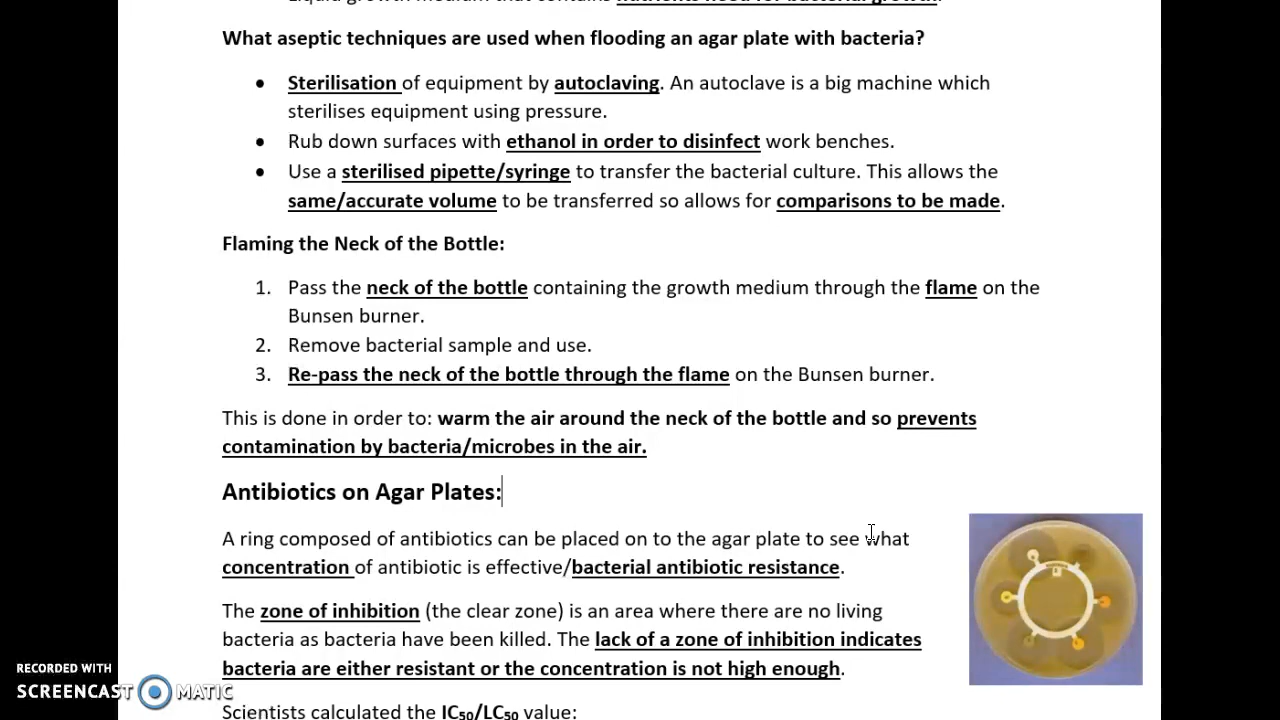 Liquid growth medium that contains nutrients need for bacterial growth.
What aseptic techniques are used when flooding an agar plate with bacteria?
• Sterilisation of equipment by autoclaving. An autoclave is a big machine which
sterilises equipment using pressure.
• Rub down surfaces with ethanol in order to disinfect work benches.
• Use a sterilised pipette/syringe to transfer the bacterial culture. This allows the
same/accurate volume to be transferred so allows for comparisons to be made.
Flaming the Neck of the Bottle:
1. Pass the neck of the bottle containing the growth medium through the flame on the
Bunsen burner.
2. Remove bacterial sample and use.
3. Re-pass the neck of the bottle through the flame on the Bunsen burner.
This is done in order to: warm the air around the neck of the bottle and so prevents
contamination by bacteria/microbes in the air.
Antibiotics on Agar Plates:
A ring composed of antibiotics can be placed on to the agar plate to see what
concentration of antibiotic is effective/bacterial antibiotic resistance.
The zone of inhibition (the clear zone) is an area where there are no living
bacteria as bacteria have been killed. The lack of a zone of inhibition indicates
bacteria are either resistant or the concentration is not high enough.
Scientists calculated the IC₅₀/LC₅₀ value:
RECORDED WITH
SCREENCAST MATIC